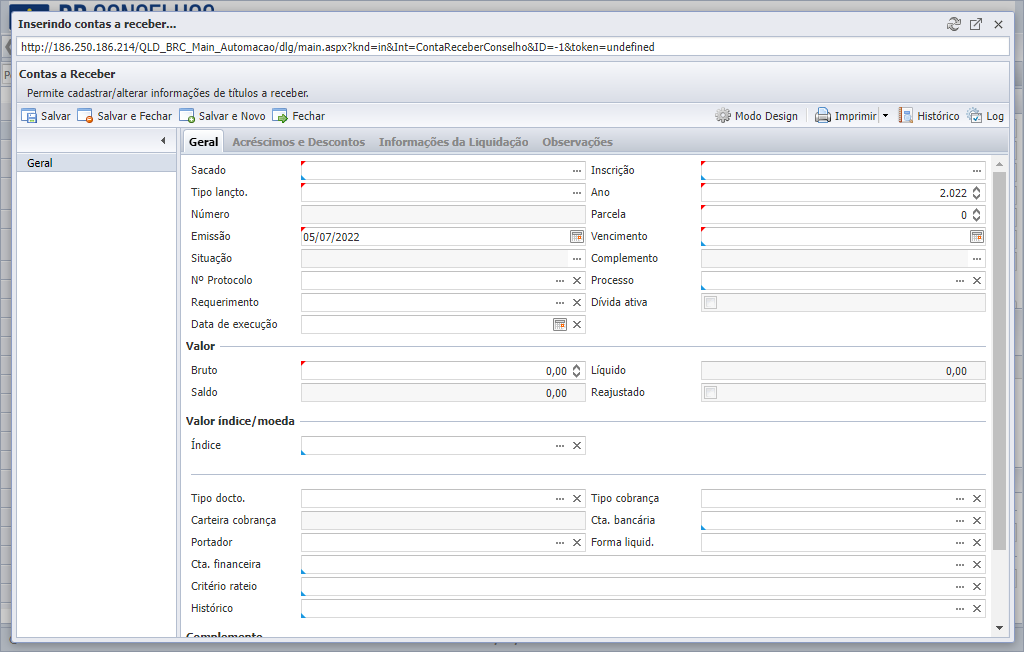 BR CONSELHOS
Inserindo contas a receber...
http://186.250.186.214/QLD_BRC_Main_Automacao/dlg/main.aspx?knd=in&Int=ContaReceberConselho&ID=-1&token=undefined
Contas a Receber
Permite cadastrar/alterar informações de títulos a receber.
Salvar Salvar e Fechar Salvar e Novo Fechar Modo Design Imprimir Histórico Log
Geral
Geral Acréscimos e Descontos Informações da Liquidação Observações
Sacado Inscrição
Tipo lançto. Ano 2.022
Número Parcela 0
Emissão 05/07/2022 Vencimento
Situação Complemento
Nº Protocolo Processo
Requerimento Dívida ativa
Data de execução
Valor
Bruto 0,00 Líquido 0,00
Saldo 0,00 Reajustado
Valor índice/moeda
Índice
Tipo docto. Tipo cobrança
Carteira cobrança Cta. bancária
Portador Forma liquid.
Cta. financeira
Critério rateio
Histórico
Complemento